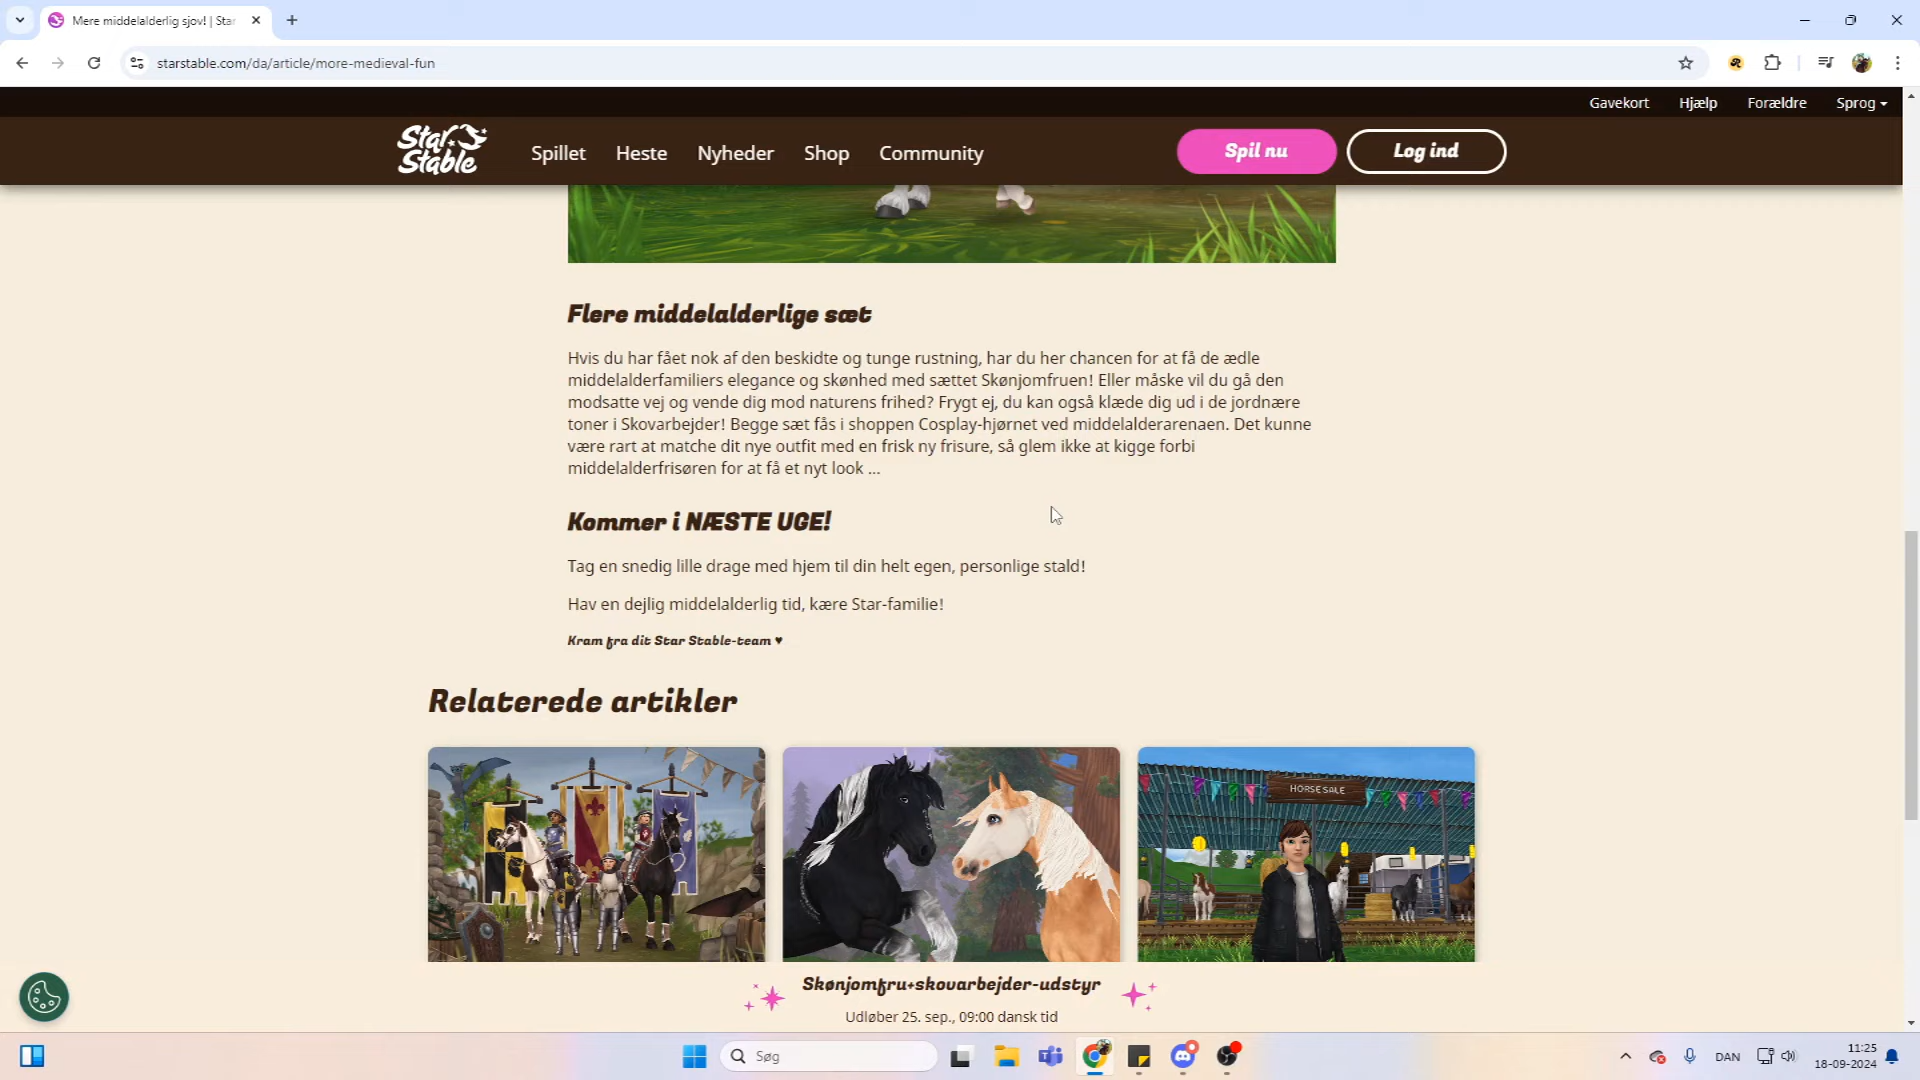 Mere middelalderlig sjov! | Star
starstable.com/da/article/more-medieval-fun
Gavekort Hjælp Forældre Sprog
Star Stable
Spillet Heste Nyheder Shop Community Spil nu Log ind
Flere middelalderlige sæt
Hvis du har fået nok af den beskidte og tunge rustning, har du her chancen for at få de ædle
middelalderfamiliers elegance og skønhed med sættet Skønjomfruen! Eller måske vil du gå den
modsatte vej og vende dig mod naturens frihed? Frygt ej, du kan også klæde dig ud i de jordnære
toner i Skovarbejder! Begge sæt fås i shoppen Cosplay-hjørnet ved middelalderarenaen. Det kunne
være rart at matche dit nye outfit med en frisk ny frisure, så glem ikke at kigge forbi
middelalderfrisøren for at få et nyt look ...
Kommer i NÆSTE UGE!
Tag en snedig lille drage med hjem til din helt egen, personlige stald!
Hav en dejlig middelalderlig tid, kære Star-familie!
Kram fra dit Star Stable-team ♥
Relaterede artikler
HORSE SALE
Skønjomfru+skovarbejder-udstyr
Udløber 25. sep., 09:00 dansk tid
Søg
DAN
11:25
18-09-2024